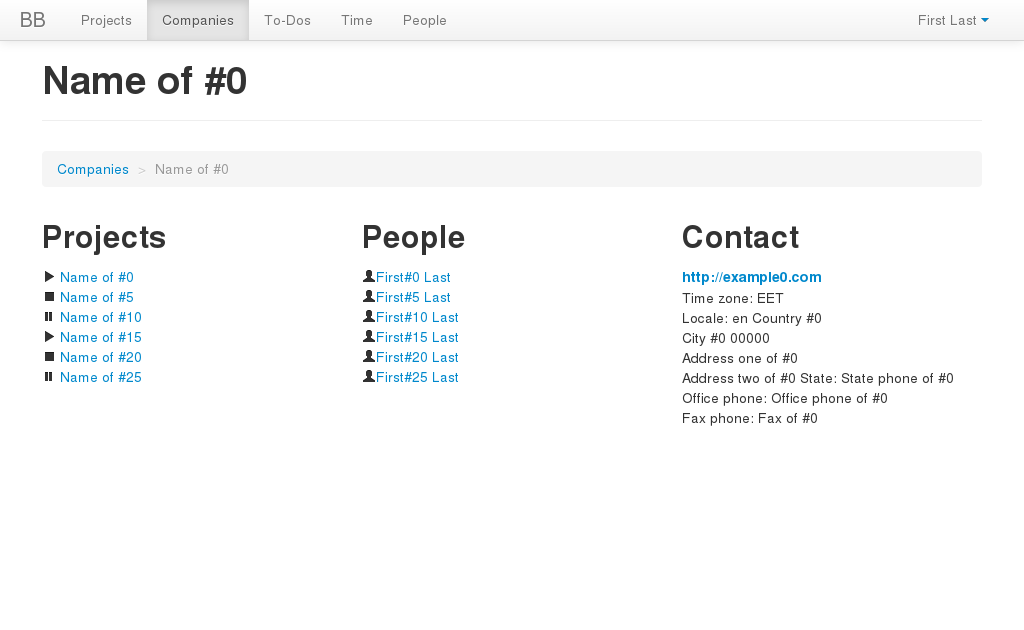 BB Projects Companies To-Dos Time People First Last
Name of #0
Companies > Name of #0
Projects
Name of #0
Name of #5
Name of #10
Name of #15
Name of #20
Name of #25
People
First#0 Last
First#5 Last
First#10 Last
First#15 Last
First#20 Last
First#25 Last
Contact
http://example0.com
Time zone: EET
Locale: en Country #0
City #0 00000
Address one of #0
Address two of #0 State: State phone of #0
Office phone: Office phone of #0
Fax phone: Fax of #0